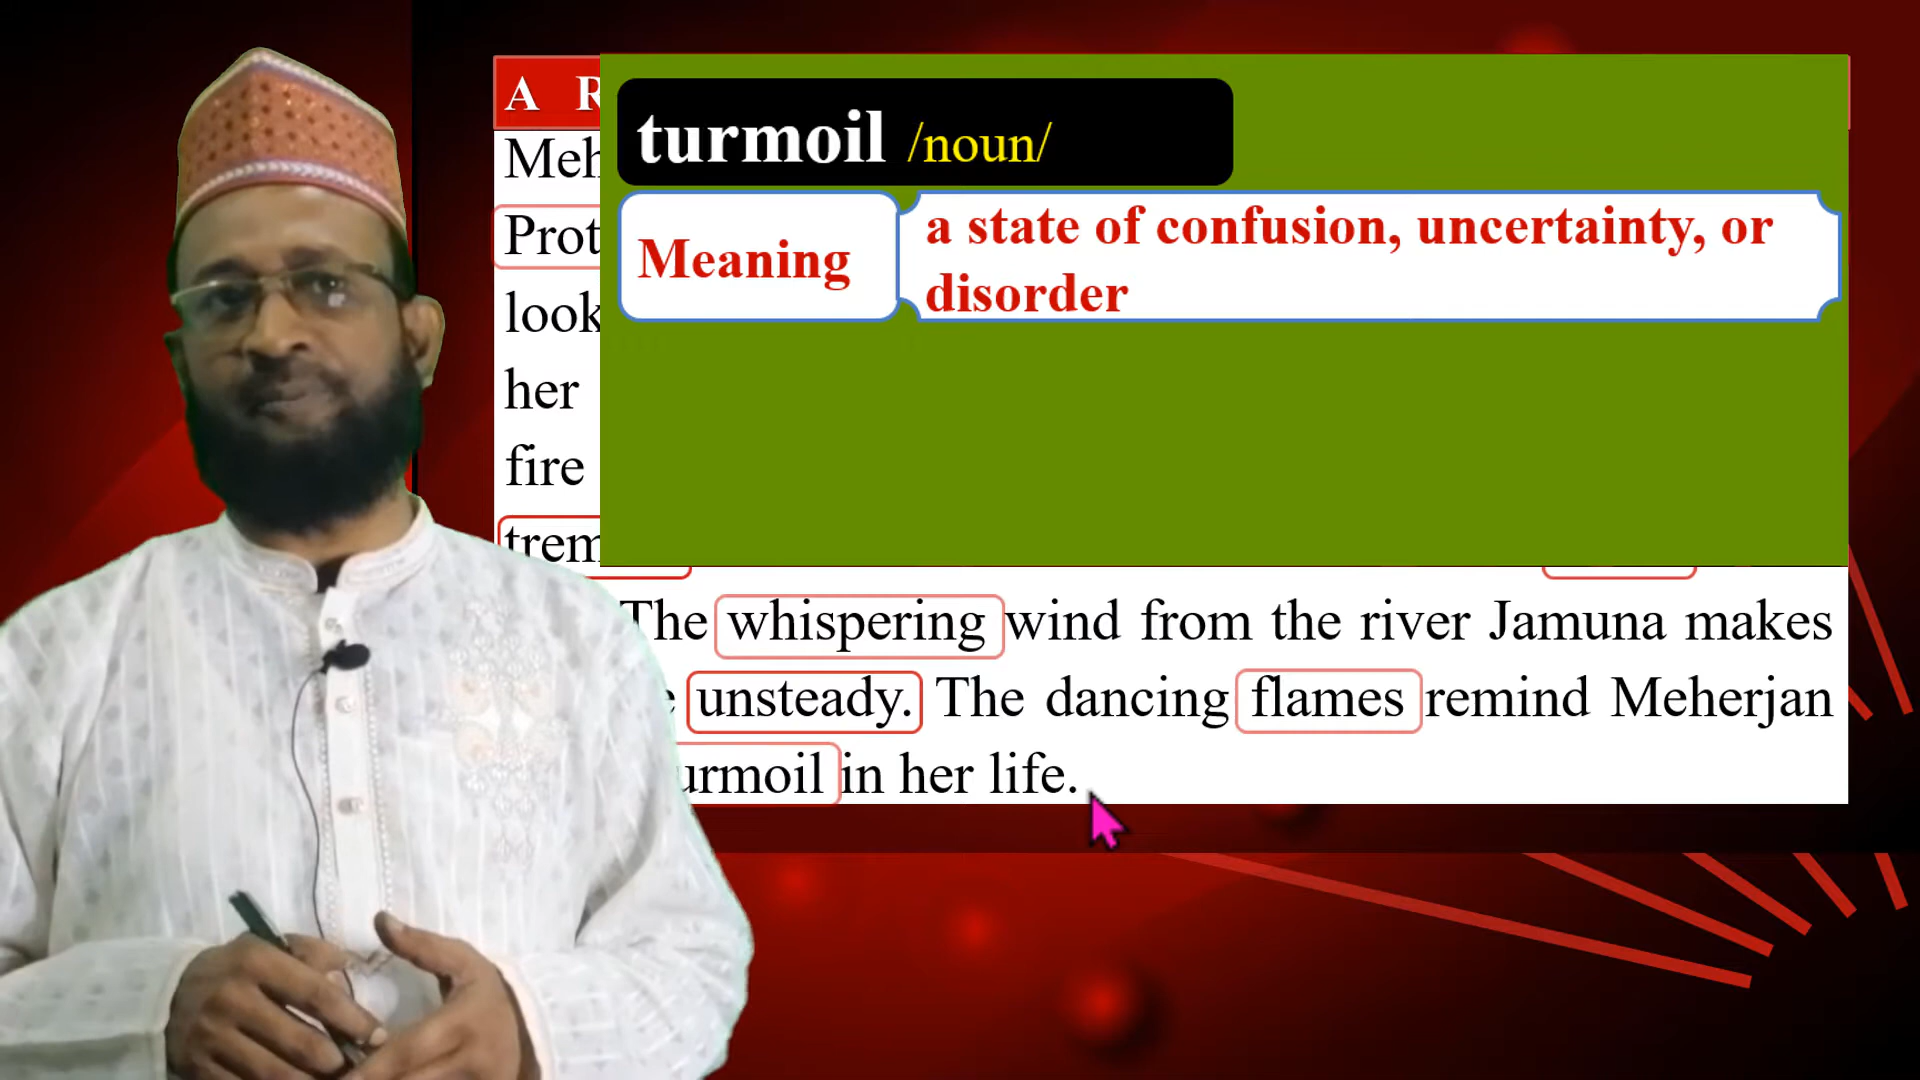 A R
turmoil /noun/
Meaning
a state of confusion, uncertainty, or
disorder
Meh
Prot
look
her
fire
trem
The whispering wind from the river Jamuna makes
unsteady. The dancing flames remind Meherjan
urmoil in her life.